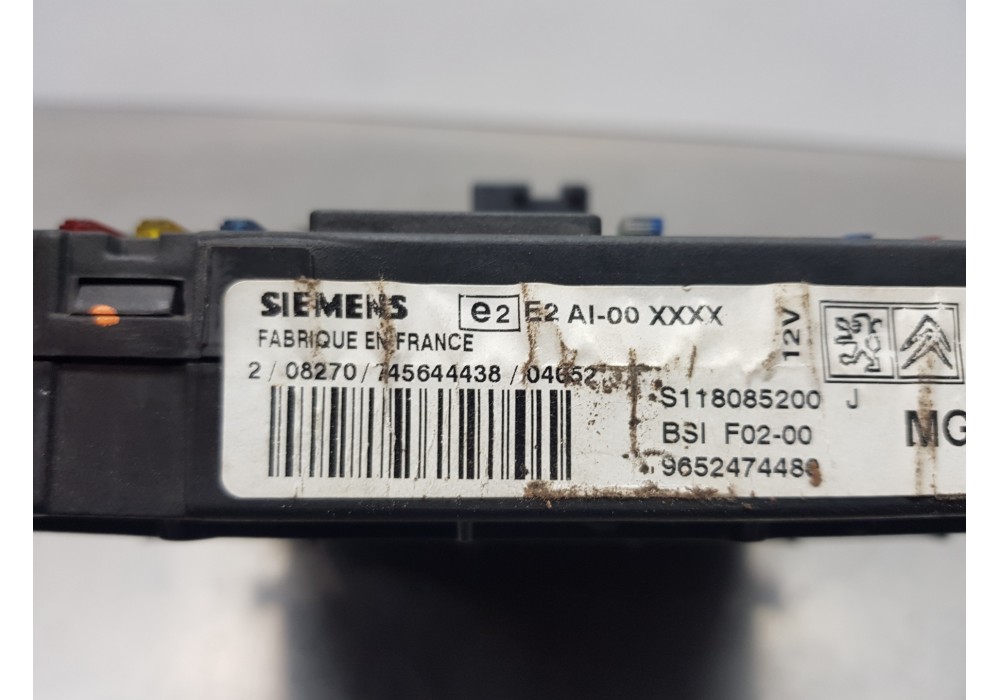 SIEMENS e2 E2 AI-00 XXXX
FABRIQUE EN FRANCE
12V
2 / 08270 / 745644438 / 04652
S118085200 J
BSI F02-00
MG
9652474480